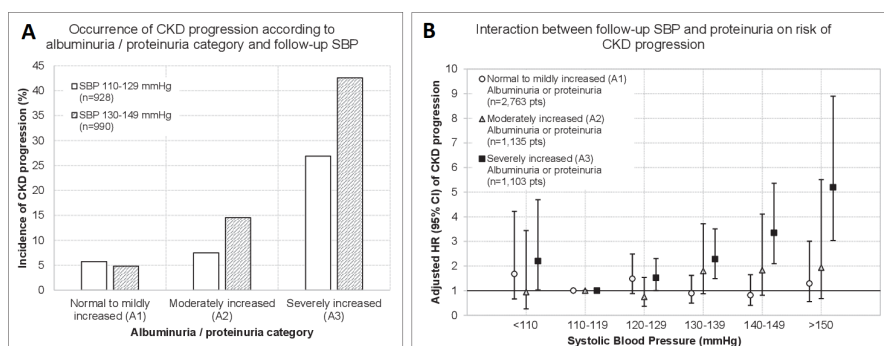 A
Occurrence of CKD progression according to
albuminuria / proteinuria category and follow-up SBP
45
40
35
30
25
20
15
10
5
0
Incidence of CKD progression (%)
SBP 110-129 mmHg
(n=928)
SBP 130-149 mmHg
(n=990)
Normal to mildly
increased (A1)
Moderately increased
(A2)
Severely increased
(A3)
Albuminuria / proteinuria category
B
Interaction between follow-up SBP and proteinuria on risk of
CKD progression
10
9
8
7
6
5
4
3
2
1
0
Adjusted HR (95% CI) of CKD progression
Normal to mildly increased (A1)
Albuminuria or proteinuria
(n=2,763 pts)
Moderately increased (A2)
Albuminuria or proteinuria
(n=1,135 pts)
Severely increased (A3)
Albuminuria or proteinuria
(n=1,103 pts)
<110
110-119
120-129
130-139
140-149
>150
Systolic Blood Pressure (mmHg)